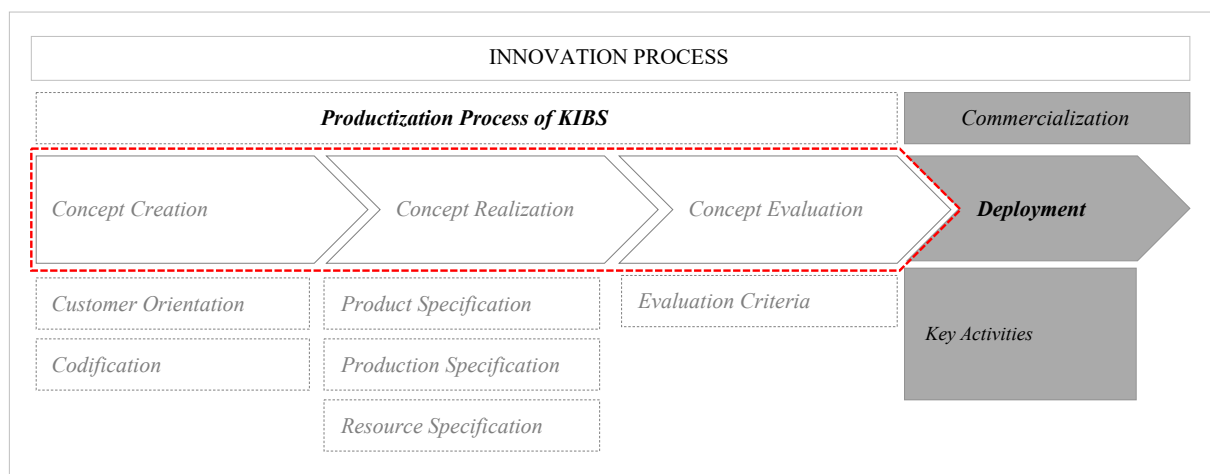 INNOVATION PROCESS
Productization Process of KIBS
Commercialization
Concept Creation
Concept Realization
Concept Evaluation
Deployment
Customer Orientation
Product Specification
Evaluation Criteria
Key Activities
Codification
Production Specification
Resource Specification